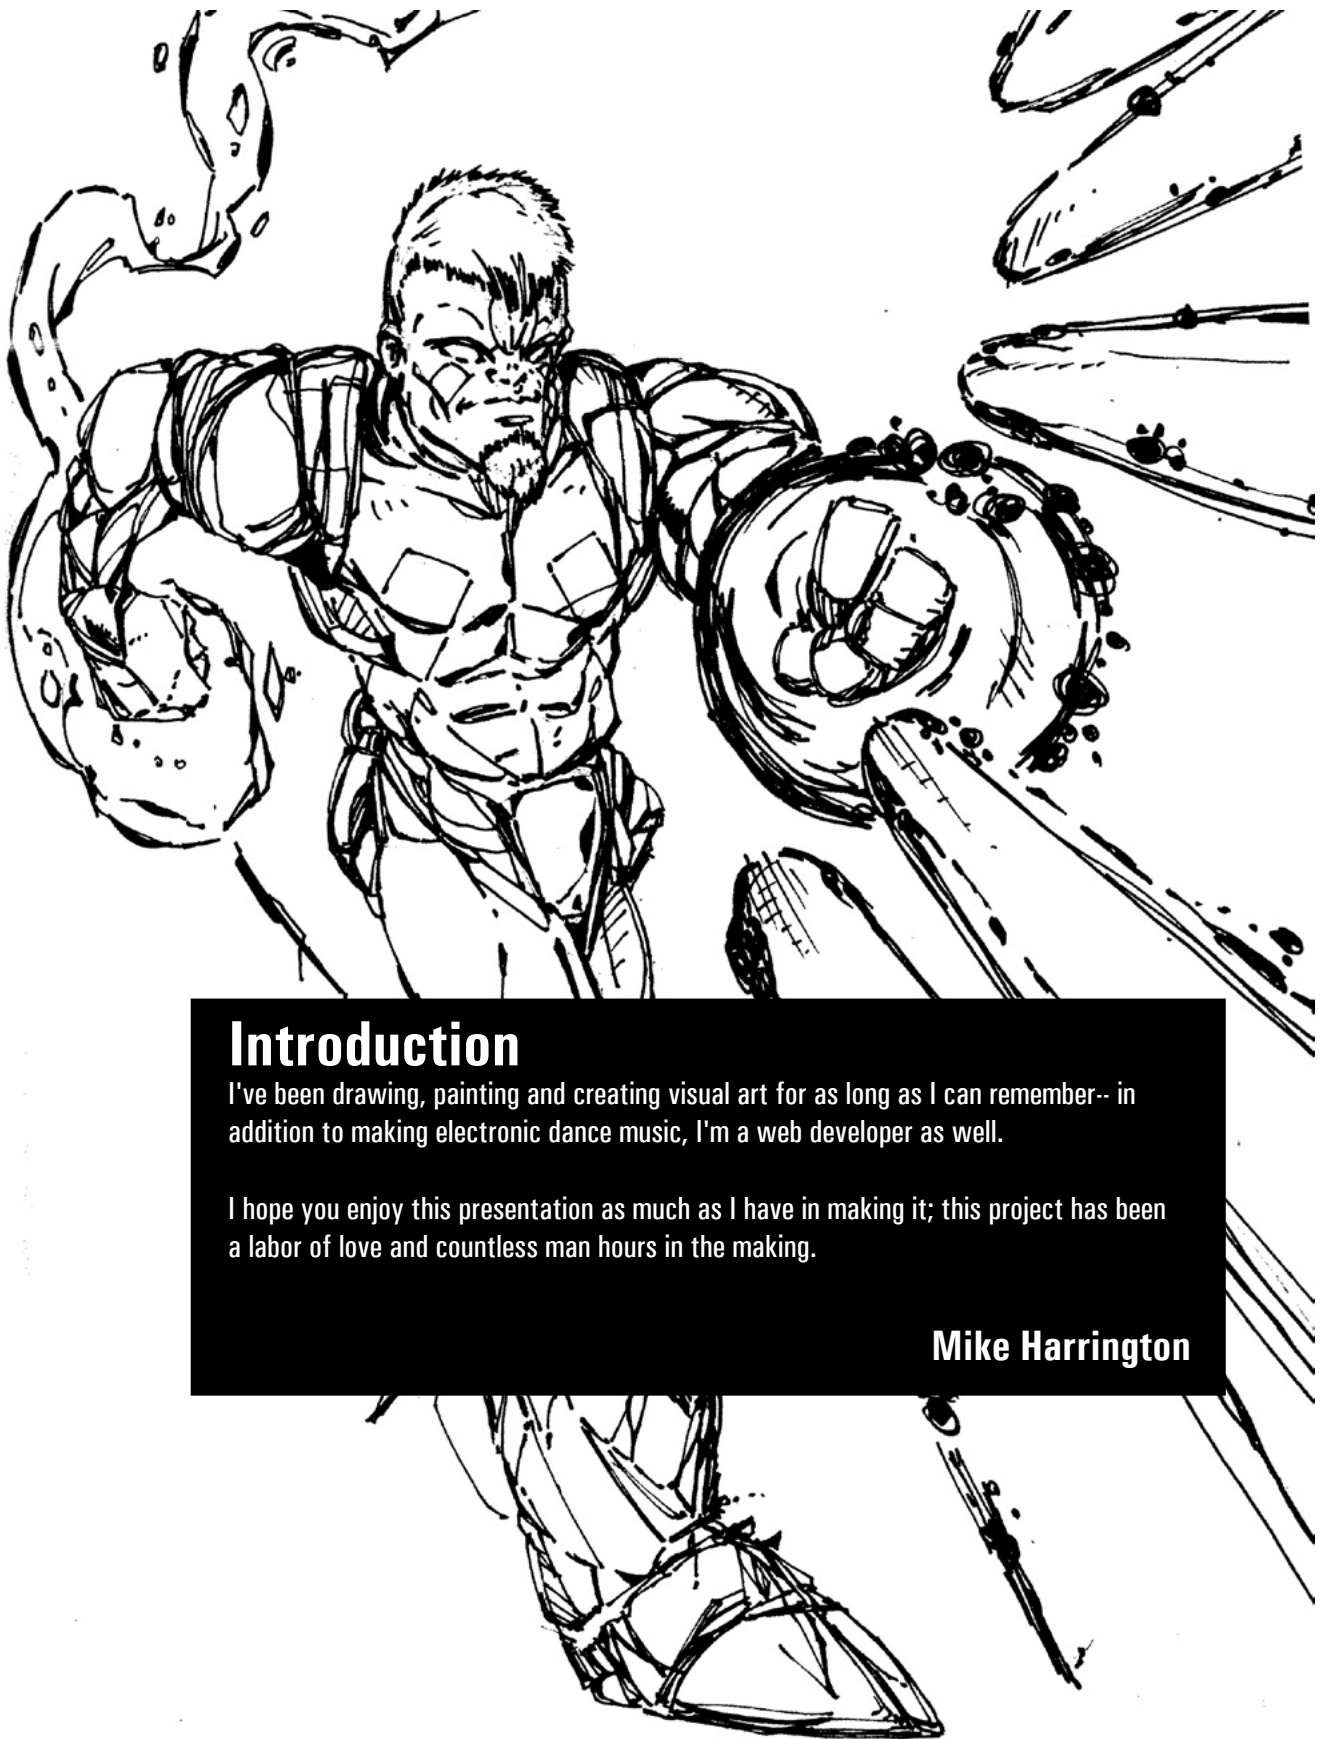 Introduction
I've been drawing, painting and creating visual art for as long as I can remember-- in
addition to making electronic dance music, I'm a web developer as well.
I hope you enjoy this presentation as much as I have in making it; this project has been
a labor of love and countless man hours in the making.
Mike Harrington